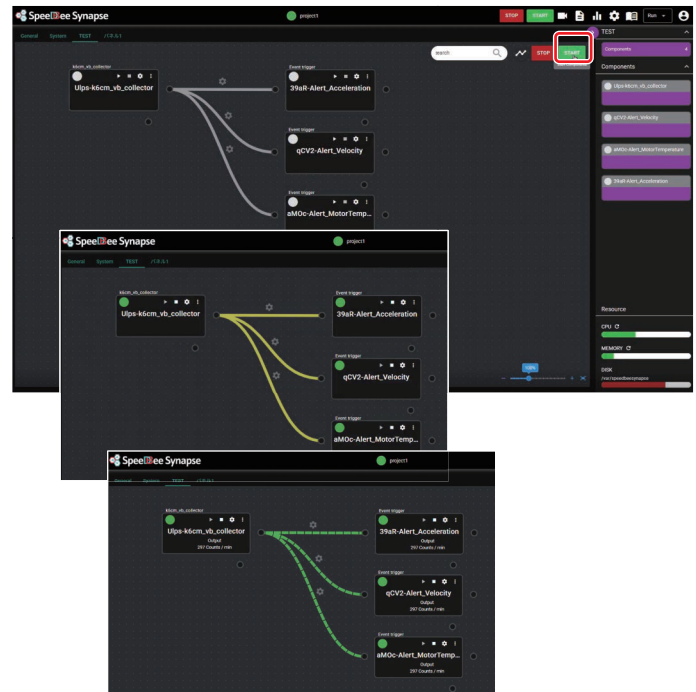 SpeeDBee Synapse
project1
STOP START
Run
General System TEST
TEST
search
STOP START
Components x
Components
k6cm_vb_collector
Ulps-k6cm_vb_collector
Event trigger
39aR-Alert_Acceleration
Event trigger
qCV2-Alert_Velocity
Event trigger
aMOc-Alert_MotorTemp...
Ulps-k6cm_vb_collector
qCV2-Alert_Velocity
aMOc-Alert_MotorTemperature
39aR-Alert_Acceleration
Resource
CPU
MEMORY
DISK
/var/speedbeesynapse
100%
SpeeDBee Synapse
project1
General System TEST
k6cm_vb_collector
Ulps-k6cm_vb_collector
Event trigger
39aR-Alert_Acceleration
Event trigger
qCV2-Alert_Velocity
Event trigger
aMOc-Alert_MotorTemp...
SpeeDBee Synapse
project1
General System TEST
k6cm_vb_collector
Ulps-k6cm_vb_collector
Output
297 Counts / min
Event trigger
39aR-Alert_Acceleration
Output
297 Counts / min
Event trigger
qCV2-Alert_Velocity
Output
297 Counts / min
Event trigger
aMOc-Alert_MotorTemp...
Output
297 Counts / min